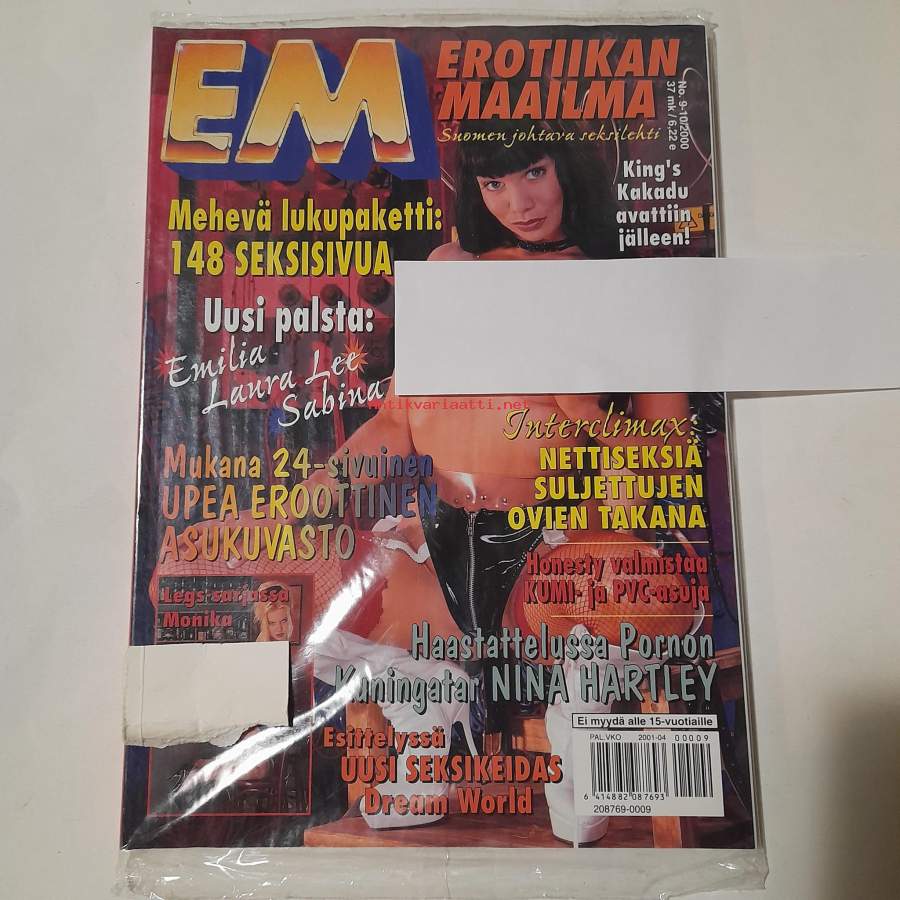 EM
EROTIIKAN
MAAILMA
Suomen johtava seksilehti
No. 9-10/2000
37 mk / 6.22 e
King's
Kakadu
avattiin
jälleen!
Mehevä lukupaketti:
148 SEKSISIVUA
Uusi palsta:
Emilia
Laura Lee
Sabina
antikvariaatti.net
Interclimax:
NETTISEKSIÄ
SULJETTUJEN
OVIEN TAKANA
Mukana 24-sivuinen
UPEA EROOTTINEN
ASUKUVASTO
Honesty valmistaa
KUMI- ja PVC-asuja
Legs-sarjassa
Monika
Haastattelussa Pornon
Kuningatar NINA HARTLEY
Ei myydä alle 15-vuotiaille
PAL.VKO 2001-04 00009
6 414882 087693
208769-0009
Esittelyssä
UUSI SEKSIKEIDAS
Dream World